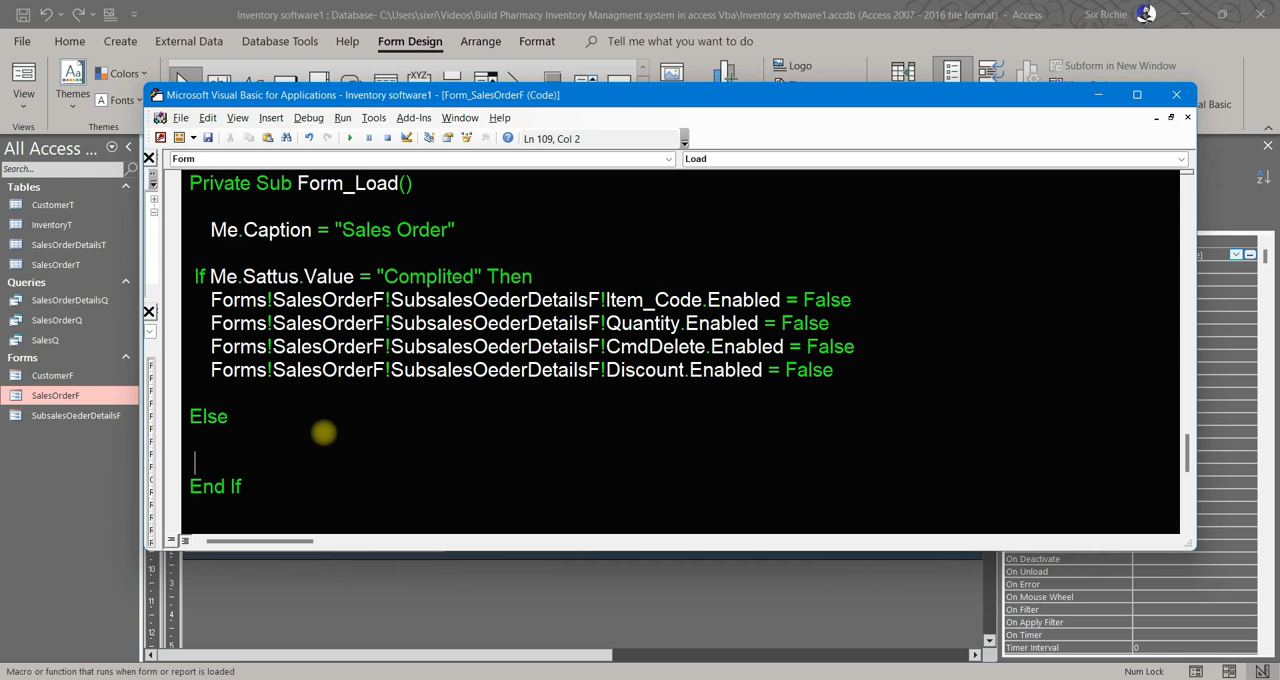 Inventory software1 : Database- C:\Users\sixri\Videos\Build Pharmacy Inventory Managment system in access Vba\Inventory software1.accdb (Access 2007 - 2016 file format) - Access
Six Richie
File
Home
Create
External Data
Database Tools
Help
Form Design
Arrange
Format
Tell me what you want to do
View
Views
Themes
Colors
Fonts
Themes
XYZ
Logo
Title
Subform in New Window
Microsoft Visual Basic for Applications - Inventory software1 - [Form_SalesOrderF (Code)]
File Edit View Insert Debug Run Tools Add-Ins Window Help
Ln 109, Col 2
Form
Load
All Access ...
Search...
Tables
CustomerT
InventoryT
SalesOrderDetailsT
SalesOrderT
Queries
SalesOrderDetailsQ
SalesOrderQ
SalesQ
Forms
CustomerF
SalesOrderF
SubsalesOederDetailsF
Private Sub Form_Load()
Me.Caption = "Sales Order"
If Me.Sattus.Value = "Complited" Then
Forms!SalesOrderF!SubsalesOederDetailsF!Item_Code.Enabled = False
Forms!SalesOrderF!SubsalesOederDetailsF!Quantity.Enabled = False
Forms!SalesOrderF!SubsalesOederDetailsF!CmdDelete.Enabled = False
Forms!SalesOrderF!SubsalesOederDetailsF!Discount.Enabled = False
Else
End If
On Deactivate
On Unload
On Error
On Mouse Wheel
On Filter
On Apply Filter
On Timer
Timer Interval
0
Macro or function that runs when form or report is loaded
Num Lock